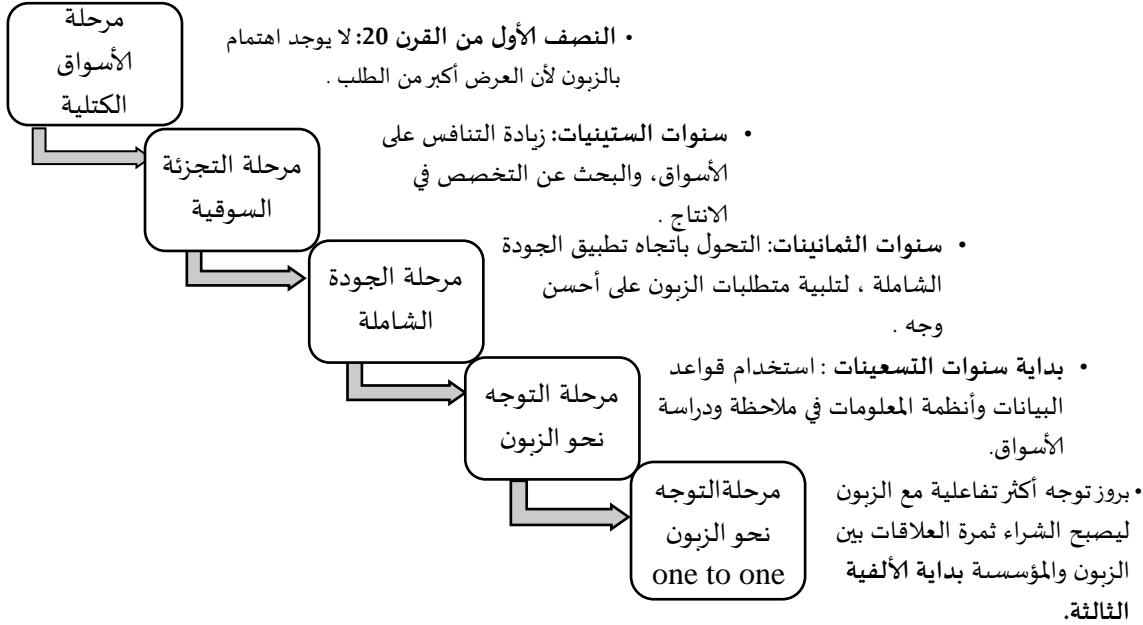 مرحلة
الأسواق
الكتلية
• النصف الأول من القرن 20: لا يوجد اهتمام
بالزبون لأن العرض أكبر من الطلب .
مرحلة التجزئة
السوقية
• سنوات الستينيات: زيادة التنافس على
الأسواق، والبحث عن التخصص في
الانتاج .
مرحلة الجودة
الشاملة
• سنوات الثمانينات: التحول باتجاه تطبيق الجودة
الشاملة ، لتلبية متطلبات الزبون على أحسن
وجه .
مرحلة التوجه
نحو الزبون
• بداية سنوات التسعينات : استخدام قواعد
البيانات وأنظمة المعلومات في ملاحظة ودراسة
الأسواق.
مرحلةالتوجه
نحو الزبون
one to one
• بروز توجه أكثر تفاعلية مع الزبون
ليصبح الشراء ثمرة العلاقات بين
الزبون والمؤسسة بداية الألفية
الثالثة.